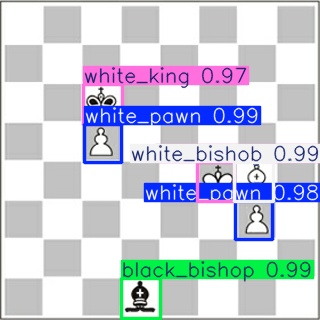 white_king 0.97
white_pawn 0.99
white_bishob 0.99
white_pawn 0.98
black_bishop 0.99